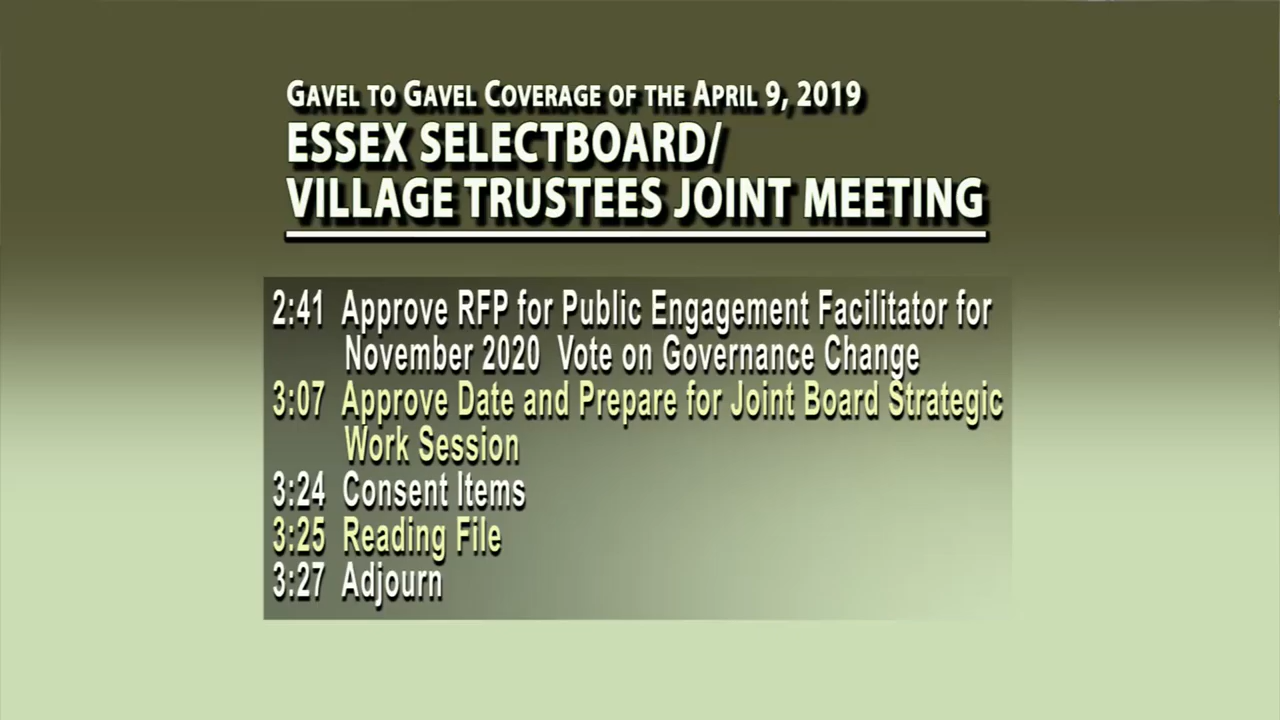 GAVEL TO GAVEL COVERAGE OF THE APRIL 9, 2019
ESSEX SELECTBOARD/
VILLAGE TRUSTEES JOINT MEETING
2:41 Approve RFP for Public Engagement Facilitator for
November 2020 Vote on Governance Change
3:07 Approve Date and Prepare for Joint Board Strategic
Work Session
3:24 Consent Items
3:25 Reading File
3:27 Adjourn